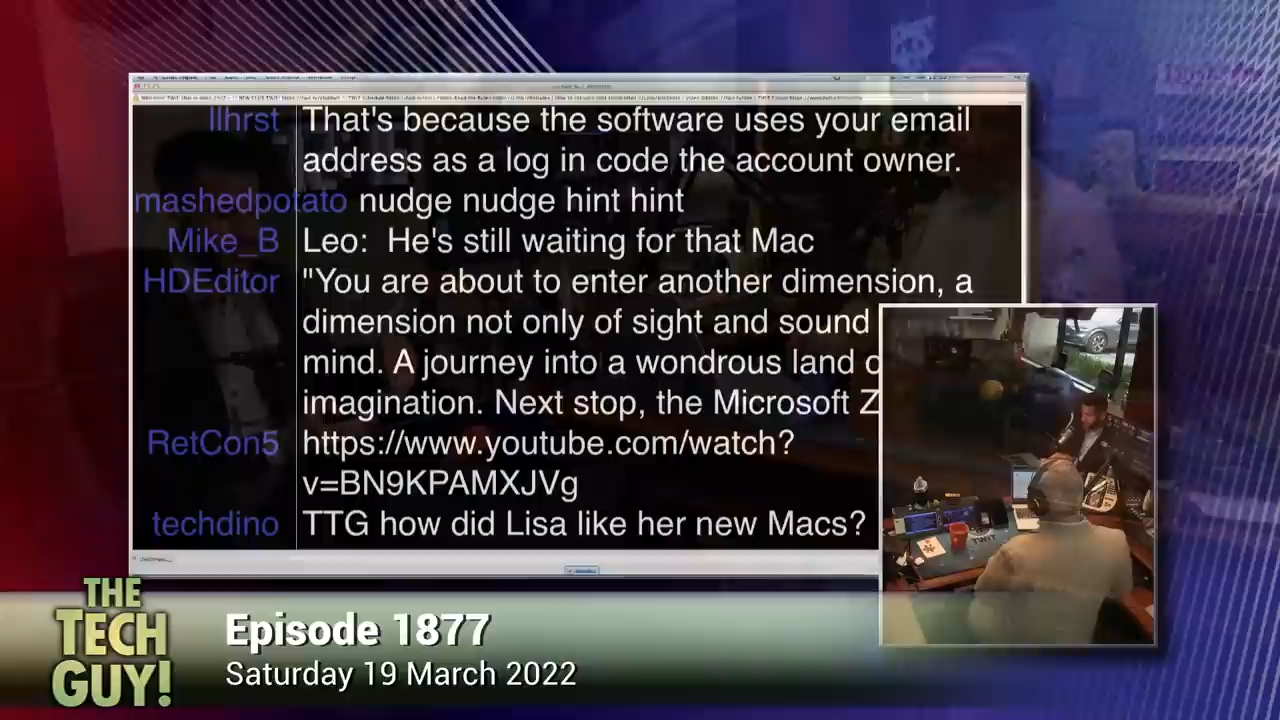 llhrst That's because the software uses your email
address as a log in code the account owner.
mashedpotato nudge nudge hint hint
Mike_B Leo: He's still waiting for that Mac
HDEditor "You are about to enter another dimension, a
dimension not only of sight and sound
mind. A journey into a wondrous land
imagination. Next stop, the Microsoft Z
RetCon5 https://www.youtube.com/watch?
v=BN9KPAMXJVg
techdino TTG how did Lisa like her new Macs?
TWiT
THE
TECH
GUY!
Episode 1877
Saturday 19 March 2022